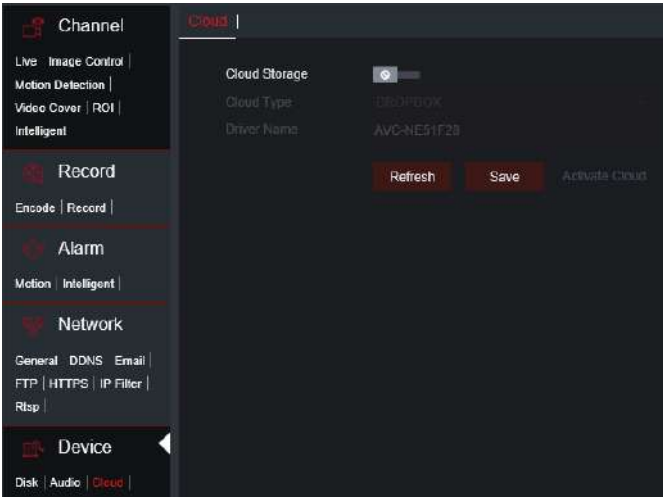 Channel
Live Image Control |
Motion Detection |
Video Cover | ROI |
Intelligent
Record
Encode | Record |
Alarm
Motion | Intelligent |
Network
General DDNS Email |
FTP | HTTPS | IP Filter |
Rtsp |
Device
Disk | Audio | Cloud |
Cloud |
Cloud Storage
Cloud Type DROPBOX
Driver Name AVC-NE51F28
Refresh Save Activate Cloud